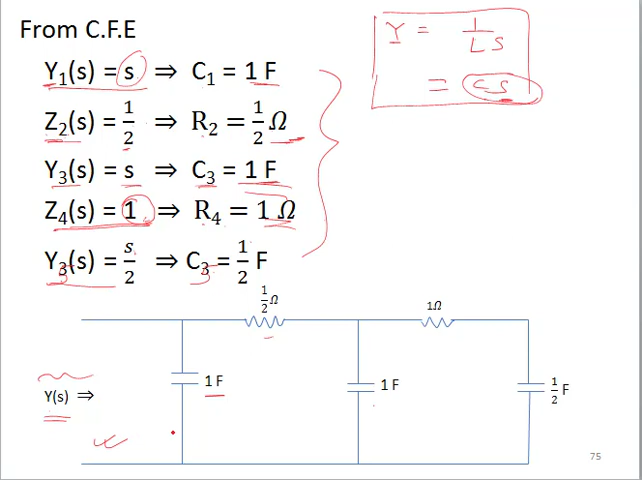 From C.F.E
Y₁(s) = s ⇒ C₁ = 1 F
Z₂(s) = 1/2 ⇒ R₂ = 1/2 Ω
Y₃(s) = s ⇒ C₃ = 1 F
Z₄(s) = 1 ⇒ R₄ = 1 Ω
Y₃(s) = s/2 ⇒ C₃ = 1/2 F
Y = 1/LS
= CS
1/2 Ω
1Ω
Y(s) ⇒
1 F
1 F
1/2 F
75